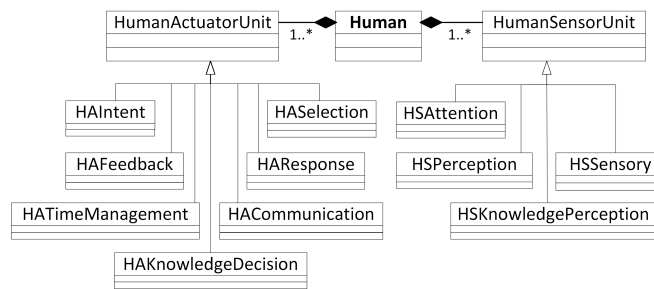 HumanActuatorUnit
Human
HumanSensorUnit
1..*
1..*
HAIntent
HASelection
HSAttention
HAFeedback
HAResponse
HSPerception
HSSensory
HATimeManagement
HACommunication
HSKnowledgePerception
HAKnowledgeDecision